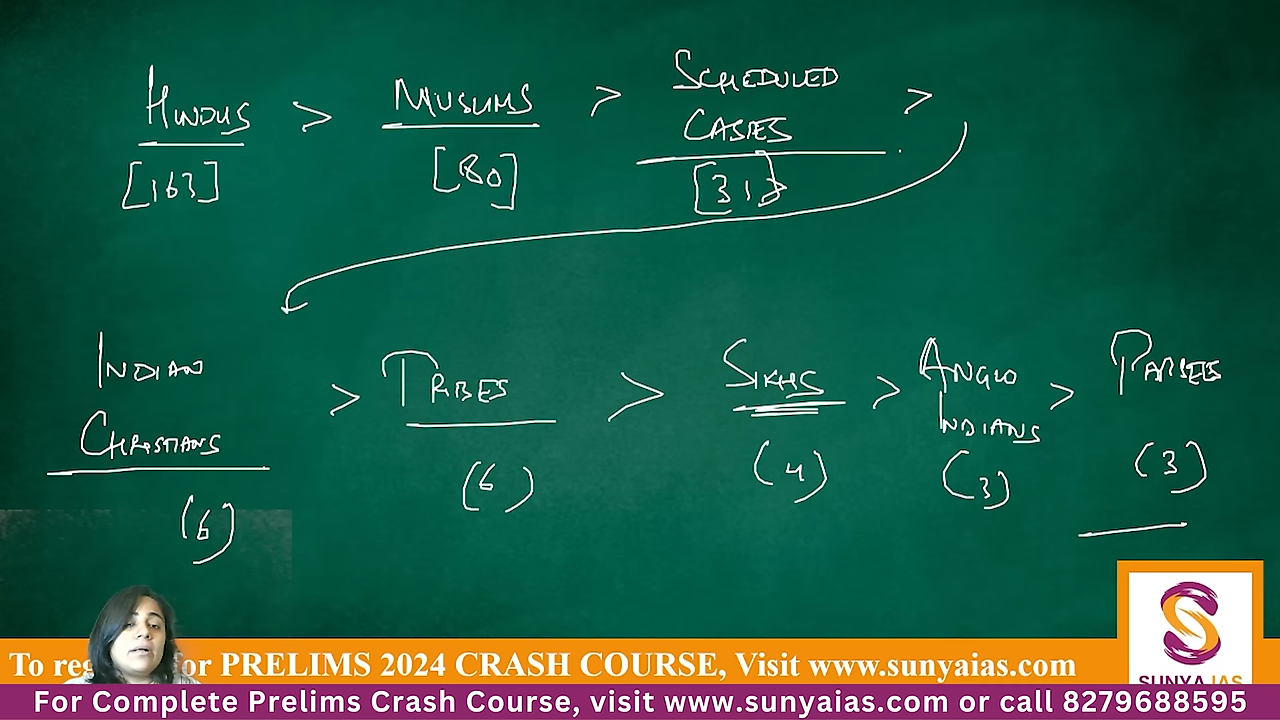 HINDUS > MUSLIMS > SCHEDULED CASTES >
[163] [80] [31]
INDIAN CHRISTIANS > TRIBES > SIKHS > ANGLO INDIANS > PARSEES
(6) (6) (4) (3) (3)
SUNYA IAS
To reg for PRELIMS 2024 CRASH COURSE, Visit www.sunyaias.com
For Complete Prelims Crash Course, visit www.sunyaias.com or call 8279688595